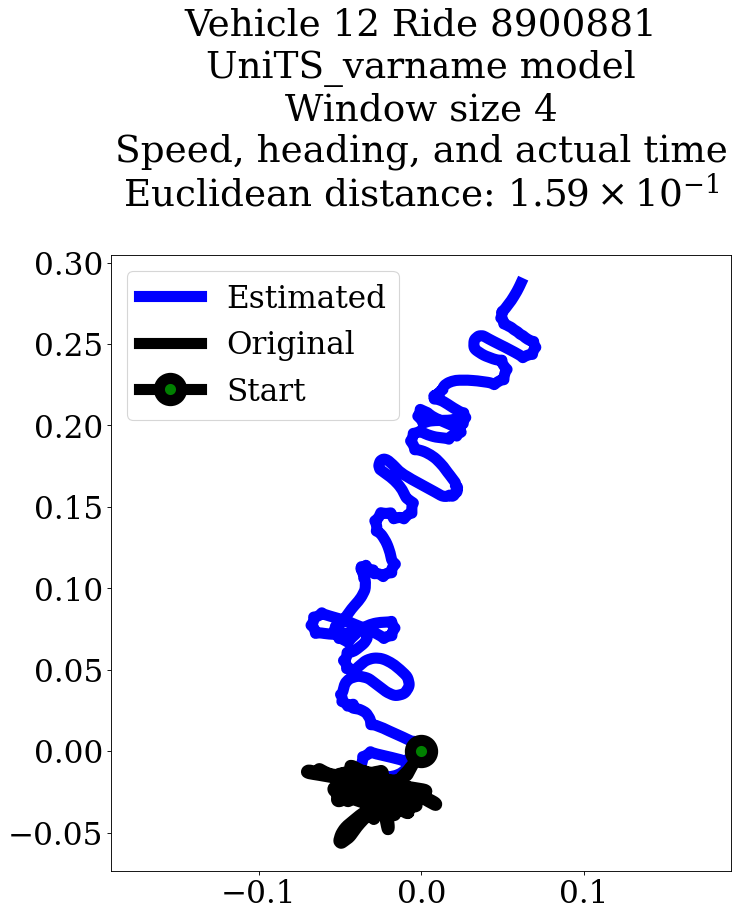 Vehicle 12 Ride 8900881
UniTS_varname model
Window size 4
Speed, heading, and actual time
Euclidean distance: 1.59 × 10⁻¹
0.30
Estimated
Original
Start
0.25
0.20
0.15
0.10
0.05
0.00
−0.05
−0.1 0.0 0.1